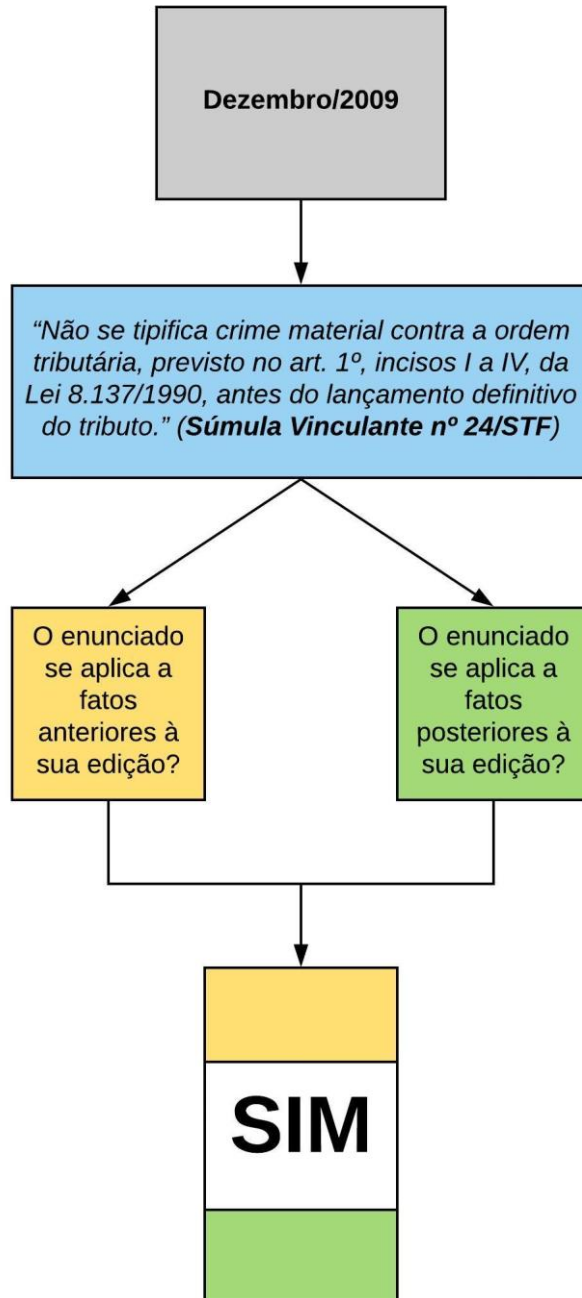 Dezembro/2009
“Não se tipifica crime material contra a ordem
tributária, previsto no art. 1º, incisos I a IV, da
Lei 8.137/1990, antes do lançamento definitivo
do tributo.” (Súmula Vinculante nº 24/STF)
O enunciado
se aplica a
fatos
anteriores à
sua edição?
O enunciado
se aplica a
fatos
posteriores à
sua edição?
SIM